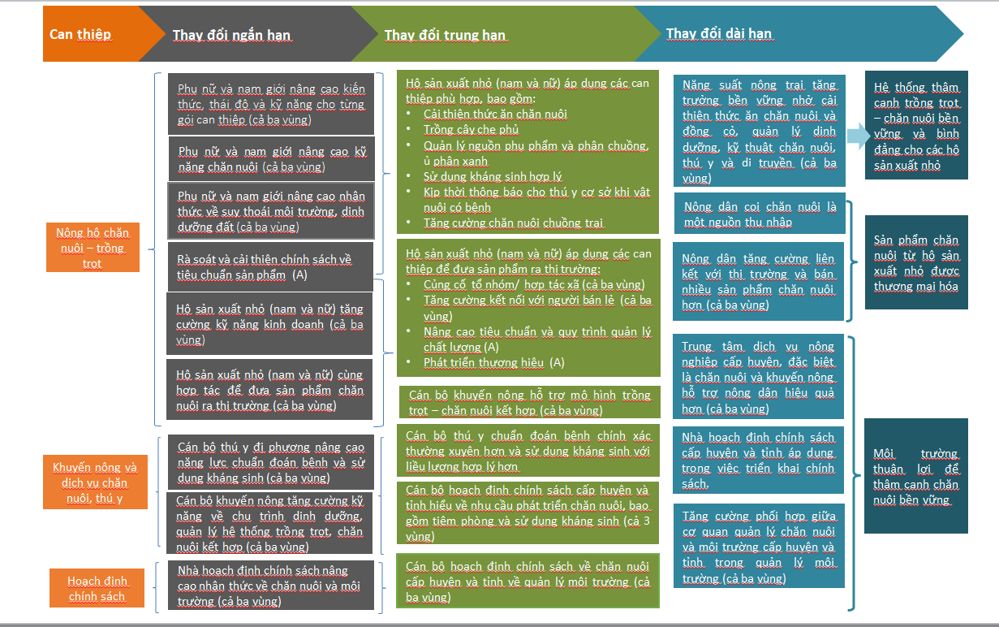 Can thiệp
Thay đổi ngắn hạn
Thay đổi trung hạn
Thay đổi dài hạn
Nông hộ chăn
nuôi – trồng
trọt
Khuyến nông và
dịch vụ chăn
nuôi, thú y
Hoạch định
chính sách
Phụ nữ và nam giới nâng cao kiến
thức, thái độ và kỹ năng cho từng
gói can thiệp (cả ba vùng)
Phụ nữ và nam giới nâng cao kỹ
năng chăn nuôi (cả ba vùng)
Phụ nữ và nam giới nâng cao nhân
thức về suy thoái môi trường, dinh
dưỡng đất (cả ba vùng)
Rà soát và cải thiện chính sách về
tiêu chuẩn sản phẩm (A)
Hộ sản xuất nhỏ (nam và nữ) tăng
cường kỹ năng kinh doanh (cả ba
vùng)
Hộ sản xuất nhỏ (nam và nữ) cùng
hợp tác để đưa sản phẩm chăn
nuôi ra thị trường (cả ba vùng)
Cán bộ thú y đị phương nâng cao
năng lực chuẩn đoán bệnh và sử
dụng kháng sinh (cả ba vùng)
Cán bộ khuyến nông tăng cường kỹ
năng về chu trình dinh dưỡng,
quản lý hệ thống trồng trọt, chăn
nuôi kết hợp (cả ba vùng)
Nhà hoạch định chính sách nâng
cao nhân thức về chăn nuôi và môi
trường (cả ba vùng)
Hộ sản xuất nhỏ (nam và nữ) áp dụng các can
thiệp phù hợp, bao gồm:
• Cải thiện thức ăn chăn nuôi
• Trồng cây che phủ
• Quản lý nguồn phụ phẩm và phân chuồng,
ủ phân xanh
• Sử dụng kháng sinh hợp lý
• Kịp thời thông báo cho thú y cơ sở khi vật
nuôi có bệnh
• Tăng cường chăn nuôi chuồng trại
Hộ sản xuất nhỏ (nam và nữ) áp dụng các can
thiệp để đưa sản phẩm ra thị trường:
• Củng cố tổ nhóm/ hợp tác xã (cả ba vùng)
• Tăng cường kết nối với người bán lẻ (cả ba
vùng)
• Nâng cao tiêu chuẩn và quy trình quản lý
chất lượng (A)
• Phát triển thương hiệu (A)
Cán bộ khuyến nông hỗ trợ mô hình trồng
trọt – chăn nuôi kết hợp (cả ba vùng)
Cán bộ thú y chuẩn đoán bệnh chính xác
thường xuyên hơn và sử dụng kháng sinh với
liều lượng hợp lý hơn
Cán bộ hoạch định chính sách cấp huyện và
tỉnh hiểu về nhu cầu phát triển chăn nuôi, bao
gồm tiêm phòng và sử dụng kháng sinh (cả 3
vùng)
Cán bộ hoạch định chính sách về chăn nuôi
cấp huyện và tỉnh về quản lý môi trường (cả
ba vùng)
Năng suất nông trại tăng
trưởng bền vững nhờ cải
thiện thức ăn chăn nuôi và
đồng cỏ, quản lý dinh
dưỡng, kỹ thuật chăn nuôi,
thú y và di truyền (cả ba
vùng)
Nông dân coi chăn nuôi là
một nguồn thu nhập
Nông dân tăng cường liên
kết với thị trường và bán
nhiều sản phẩm chăn nuôi
hơn (cả ba vùng)
Trung tâm dịch vụ nông
nghiệp cấp huyện, đặc biệt
là chăn nuôi và khuyến nông
hỗ trợ nông dân hiệu quả
hơn (cả ba vùng)
Nhà hoạch định chính sách
cấp huyện và tỉnh áp dụng
trong việc triển khai chính
sách.
Tăng cường phối hợp giữa
cơ quan quản lý chăn nuôi
và môi trường cấp huyện và
tỉnh trong quản lý môi
trường (cả ba vùng)
Hệ thống thâm
canh trồng trọt
– chăn nuôi bền
vững và bình
đẳng cho các hộ
sản xuất nhỏ
Sản phẩm chăn
nuôi từ hộ sản
xuất nhỏ được
thương mại hóa
Môi trường
thuận lợi để
thâm canh chăn
nuôi bền vững